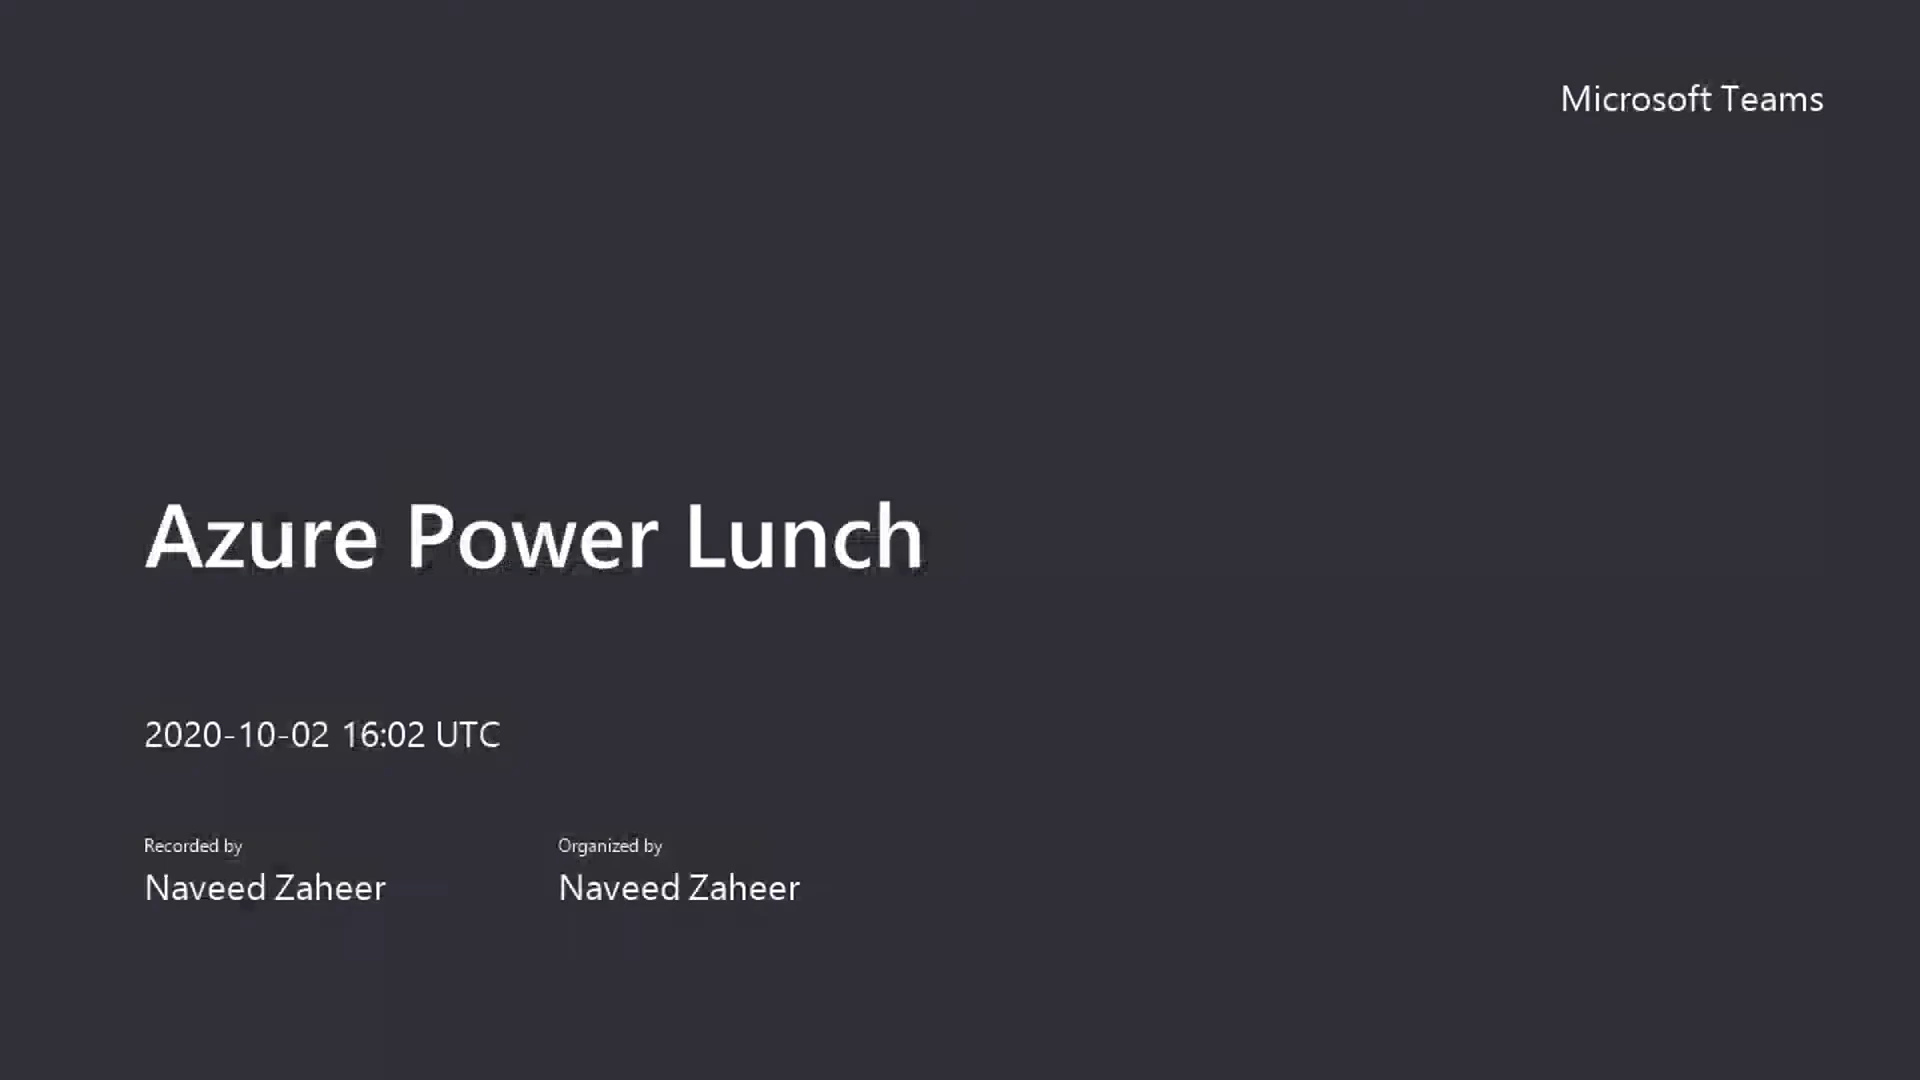 Microsoft Teams
Azure Power Lunch
2020-10-02 16:02 UTC
Recorded by
Naveed Zaheer
Organized by
Naveed Zaheer